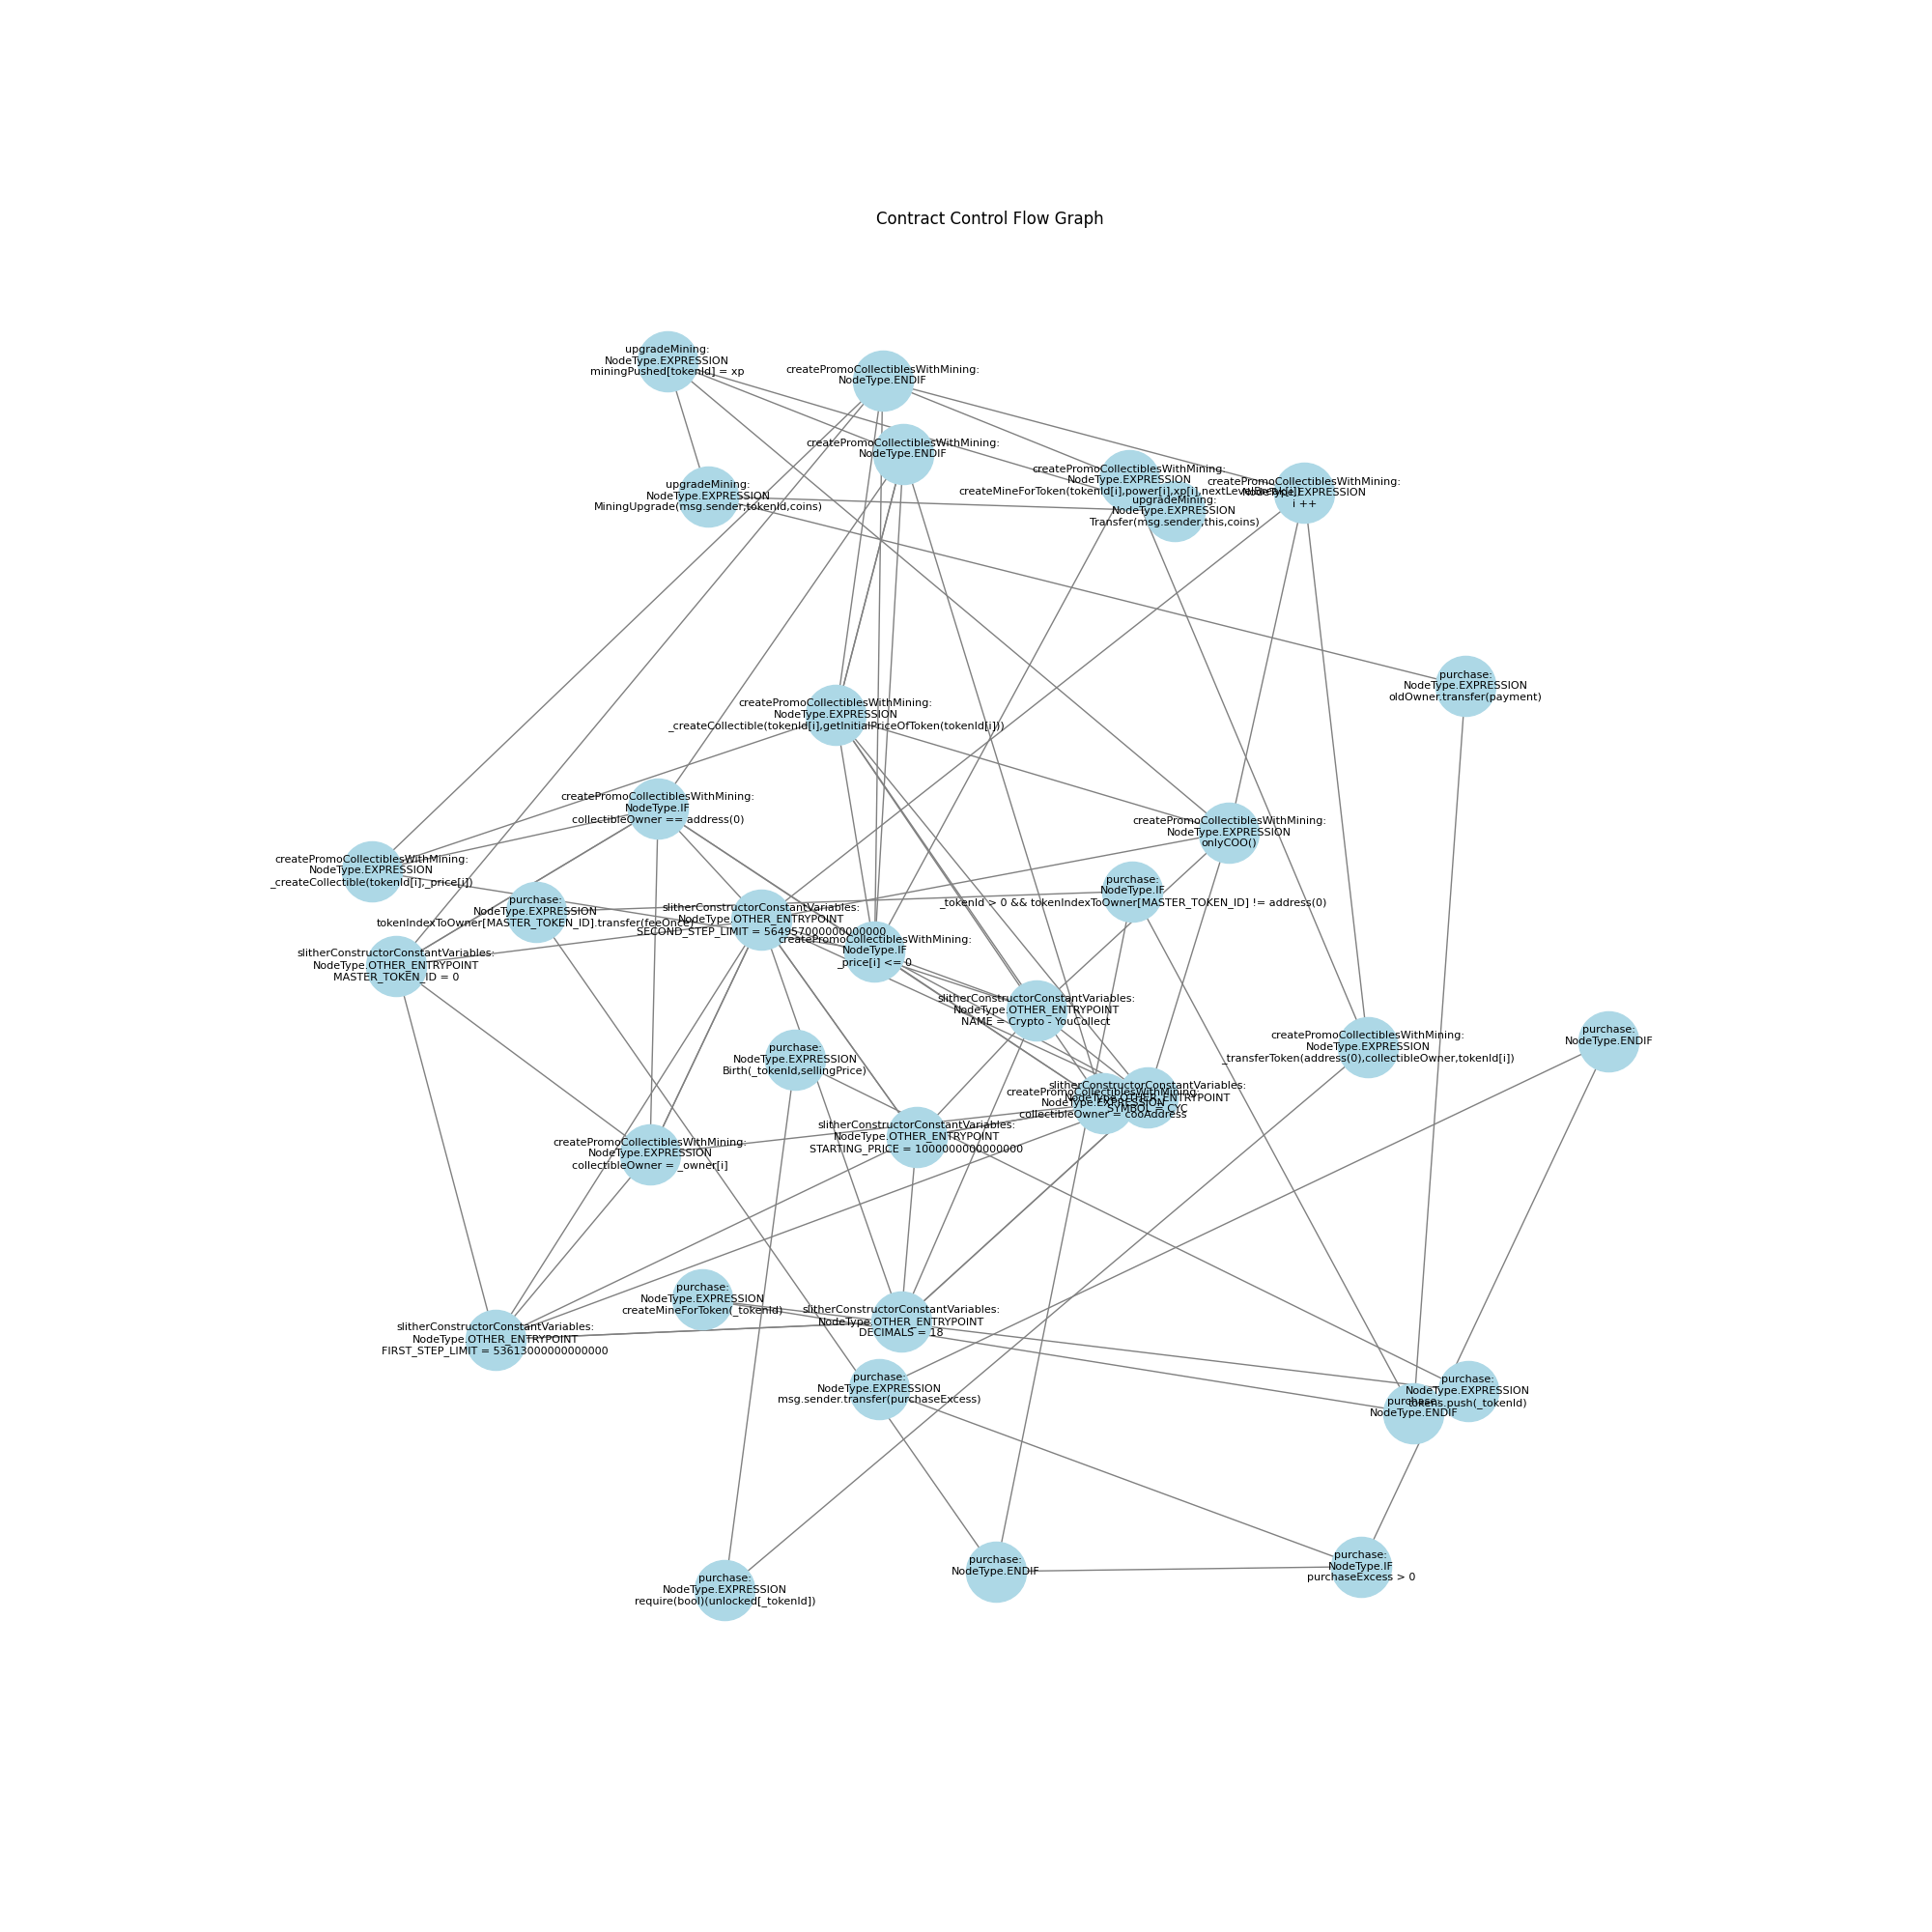 Contract Control Flow Graph
upgradeMining:
NodeType.EXPRESSION
miningPushed[tokenId] = xp
createPromoCollectiblesWithMining:
NodeType.ENDIF
createPromoCollectiblesWithMining:
NodeType.ENDIF
createPromoCollectiblesWithMining:
NodeType.EXPRESSION
createMineForToken(tokenId[i],power[i],xp[i],nextLevelBreak[i])
createPromoCollectiblesWithMining:
NodeType.EXPRESSION
i ++
upgradeMining:
NodeType.EXPRESSION
MiningUpgrade(msg.sender,tokenId,coins)
upgradeMining:
NodeType.EXPRESSION
Transfer(msg.sender,this,coins)
purchase:
NodeType.EXPRESSION
oldOwner.transfer(payment)
createPromoCollectiblesWithMining:
NodeType.EXPRESSION
_createCollectible(tokenId[i],getInitialPriceOfToken(tokenId[i]))
createPromoCollectiblesWithMining:
NodeType.IF
collectibleOwner == address(0)
createPromoCollectiblesWithMining:
NodeType.EXPRESSION
onlyCOO()
createPromoCollectiblesWithMining:
NodeType.EXPRESSION
_createCollectible(tokenId[i],_price[i])
purchase:
NodeType.IF
_tokenId > 0 && tokenIndexToOwner[MASTER_TOKEN_ID] != address(0)
purchase:
NodeType.EXPRESSION
tokenIndexToOwner[MASTER_TOKEN_ID].transfer(feeOnce)
slitherConstructorConstantVariables:
NodeType.OTHER_ENTRYPOINT
SECOND_STEP_LIMIT = 564957000000000000
createPromoCollectiblesWithMining:
NodeType.IF
_price[i] <= 0
slitherConstructorConstantVariables:
NodeType.OTHER_ENTRYPOINT
MASTER_TOKEN_ID = 0
slitherConstructorConstantVariables:
NodeType.OTHER_ENTRYPOINT
NAME = Crypto - YouCollect
purchase:
NodeType.ENDIF
createPromoCollectiblesWithMining:
NodeType.EXPRESSION
_transferToken(address(0),collectibleOwner,tokenId[i])
purchase:
NodeType.EXPRESSION
Birth(_tokenId,sellingPrice)
slitherConstructorConstantVariables:
NodeType.OTHER_ENTRYPOINT
SYMBOL = CYC
createPromoCollectiblesWithMining:
NodeType.EXPRESSION
collectibleOwner = cooAddress
slitherConstructorConstantVariables:
NodeType.OTHER_ENTRYPOINT
STARTING_PRICE = 1000000000000000
createPromoCollectiblesWithMining:
NodeType.EXPRESSION
collectibleOwner = _owner[i]
purchase:
NodeType.EXPRESSION
createMineForToken(_tokenId)
slitherConstructorConstantVariables:
NodeType.OTHER_ENTRYPOINT
DECIMALS = 18
slitherConstructorConstantVariables:
NodeType.OTHER_ENTRYPOINT
FIRST_STEP_LIMIT = 53613000000000000
purchase:
NodeType.EXPRESSION
msg.sender.transfer(purchaseExcess)
purchase:
NodeType.EXPRESSION
tokens.push(_tokenId)
purchase:
NodeType.ENDIF
purchase:
NodeType.ENDIF
purchase:
NodeType.IF
purchaseExcess > 0
purchase:
NodeType.EXPRESSION
require(bool)(unlocked[_tokenId])